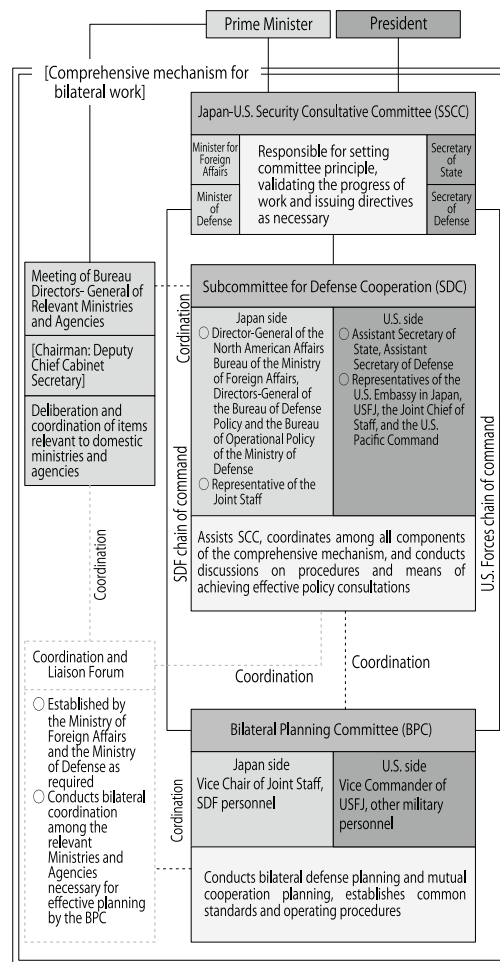 Prime Minister
President
[Comprehensive mechanism for
bilateral work]
Japan-U.S. Security Consultative Committee (SSCC)
Minister for
Foreign
Affairs
Minister
of
Defense
Responsible for setting
committee principle,
validating the progress of
work and issuing directives
as necessary
Secretary
of
State
Secretary
of
Defense
Meeting of Bureau
Directors- General of
Relevant Ministries
and Agencies
[Chairman: Deputy
Chief Cabinet
Secretary]
Deliberation and
coordination of items
relevant to domestic
ministries and
agencies
Cordination
Subcommittee for Defense Cooperation (SDC)
Japan side
○ Director-General of the
North American Affairs
Bureau of the Ministry
of Foreign Affairs,
Directors-General of
the Bureau of Defense
Policy and the Bureau
of Operational Policy
of the Ministry of
Defense
○ Representative of the
Joint Staff
U.S. side
○ Assistant Secretary of
State, Assistant
Secretary of Defense
○ Representatives of the
U.S. Embassy in Japan,
USFJ, the Joint Chief of
Staff, and the U.S.
Pacific Command
SDF chain of command
U.S. Forces chain of command
Assists SCC, coordinates among all components
of the comprehensive mechanism, and conducts
discussions on procedures and means of
achieving effective policy consultations
Coordination
Coordination
Coordination
Coordination and
Liaison Forum
○ Established by
the Ministry of
Foreign Affairs
and the Ministry
of Defense as
required
○ Conducts bilateral
coordination
among the
relevant
Ministries and
Agencies
necessary for
effective planning
by the BPC
Cordination
Bilateral Planning Committee (BPC)
Japan side
Vice Chair of Joint Staff,
SDF personnel
U.S. side
Vice Commander of
USFJ, other military
personnel
Conducts bilateral defense planning and mutual
cooperation planning, establishes common
standards and operating procedures